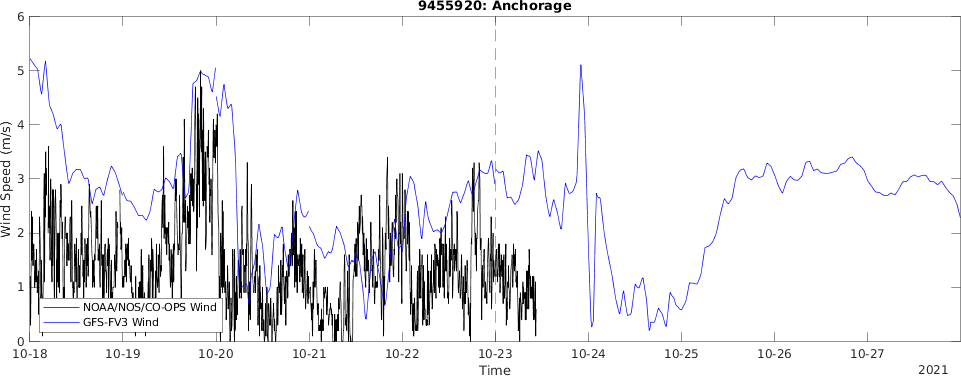 9455920: Anchorage
6
5
4
3
2
1
0
Wind Speed (m/s)
NOAA/NOS/CO-OPS Wind
GFS-FV3 Wind
10-18 10-19 10-20 10-21 10-22 10-23 10-24 10-25 10-26 10-27
Time
2021